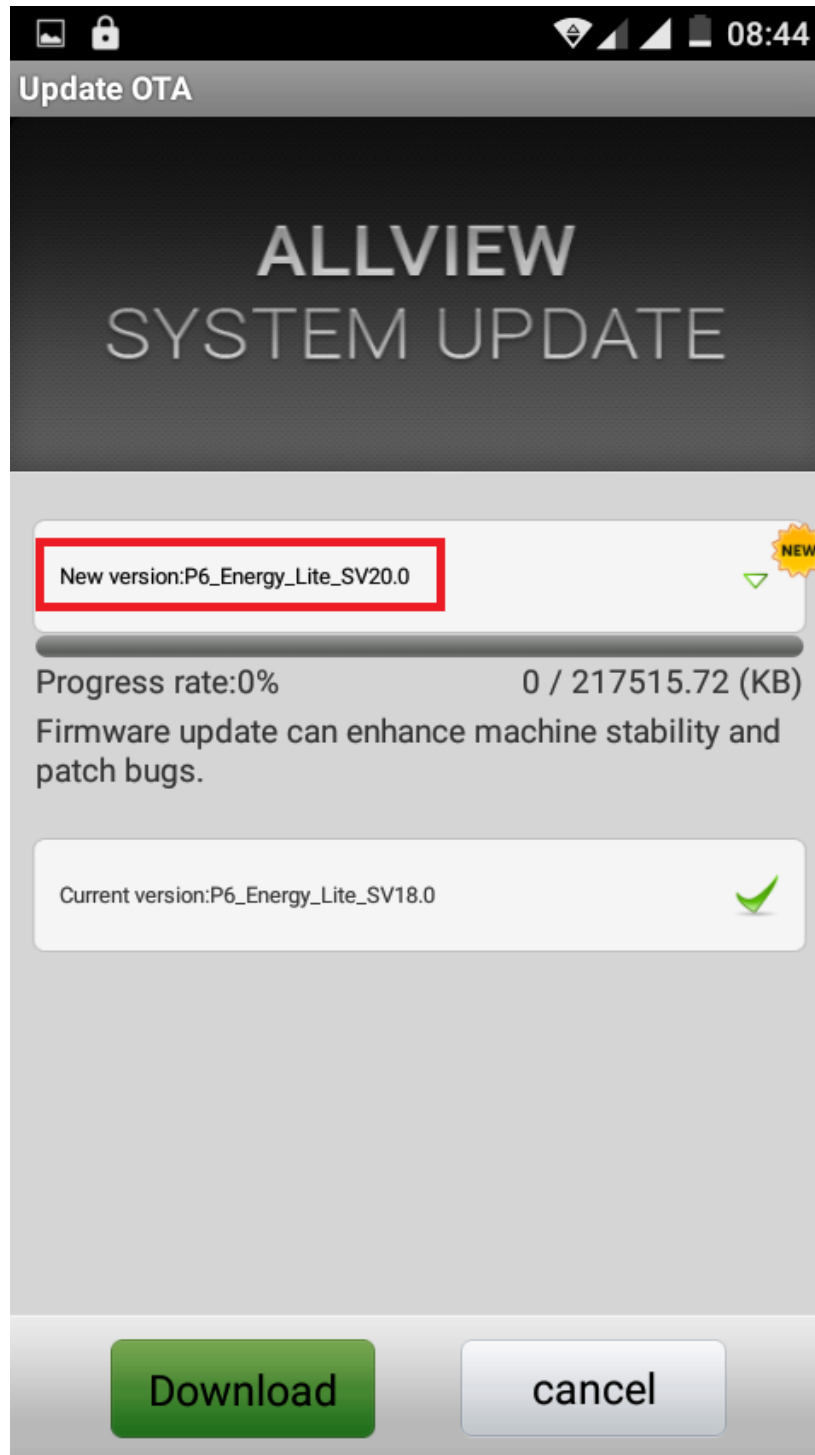 08:44
Update OTA
ALLVIEW
SYSTEM UPDATE
NEW
New version:P6_Energy_Lite_SV20.0
Progress rate:0% 0 / 217515.72 (KB)
Firmware update can enhance machine stability and
patch bugs.
Current version:P6_Energy_Lite_SV18.0
Download cancel